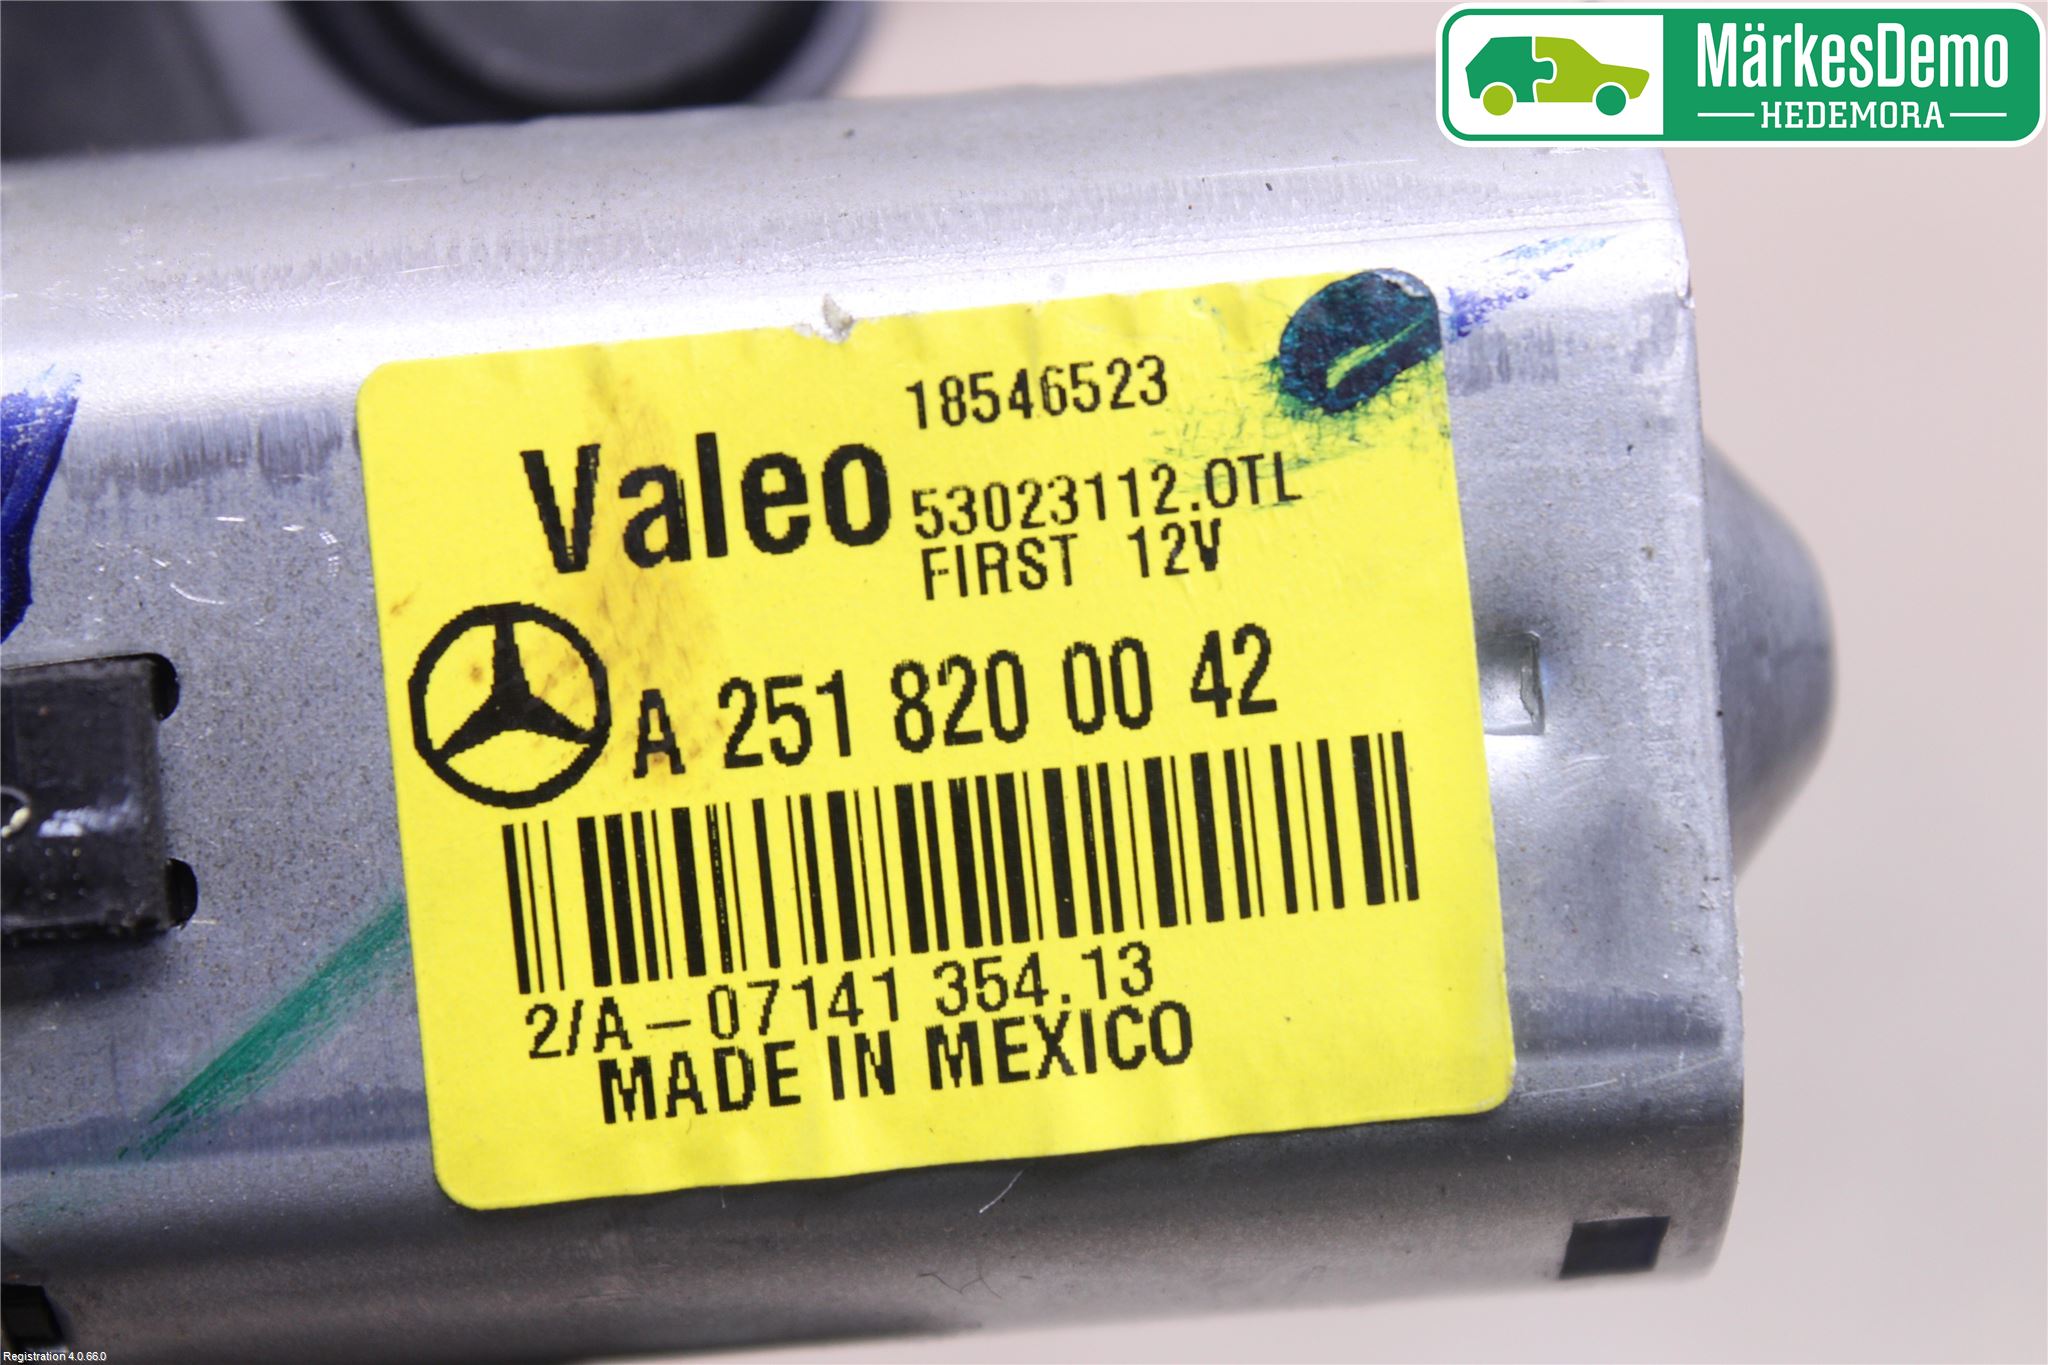 MärkesDemo
HEDEMORA
18546523
Valeo
53023112.OTL
FIRST 12V
A 251 820 00 42
2/A-07141 354.13
MADE IN MEXICO
Registration 4.0.66.0